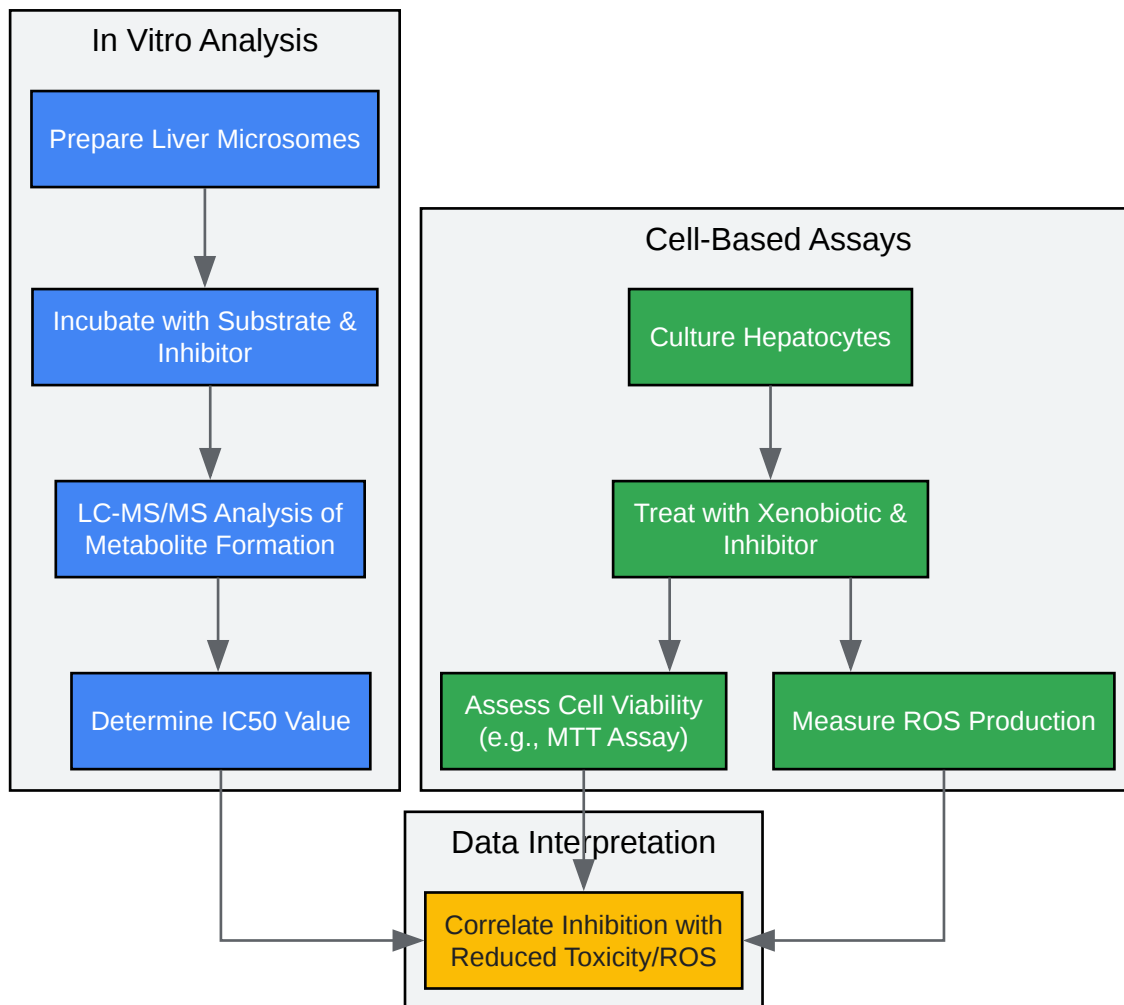 In Vitro Analysis
Prepare Liver Microsomes
Incubate with Substrate &
Inhibitor
LC-MS/MS Analysis of
Metabolite Formation
Determine IC50 Value
Cell-Based Assays
Culture Hepatocytes
Treat with Xenobiotic &
Inhibitor
Assess Cell Viability
(e.g., MTT Assay)
Measure ROS Production
Data Interpretation
Correlate Inhibition with
Reduced Toxicity/ROS